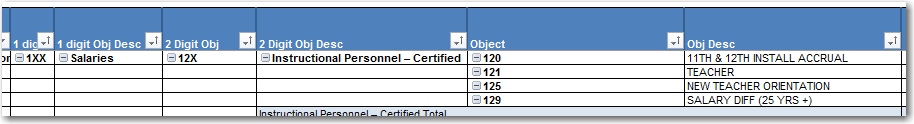 1 dig 1 digit Obj Desc 2 Digit Obj 2 Digit Obj Desc Object Obj Desc
1XX Salaries 12X Instructional Personnel – Certified 120 11TH & 12TH INSTALL ACCRUAL
121 TEACHER
125 NEW TEACHER ORIENTATION
129 SALARY DIFF (25 YRS +)
Instructional Personnel – Certified Total